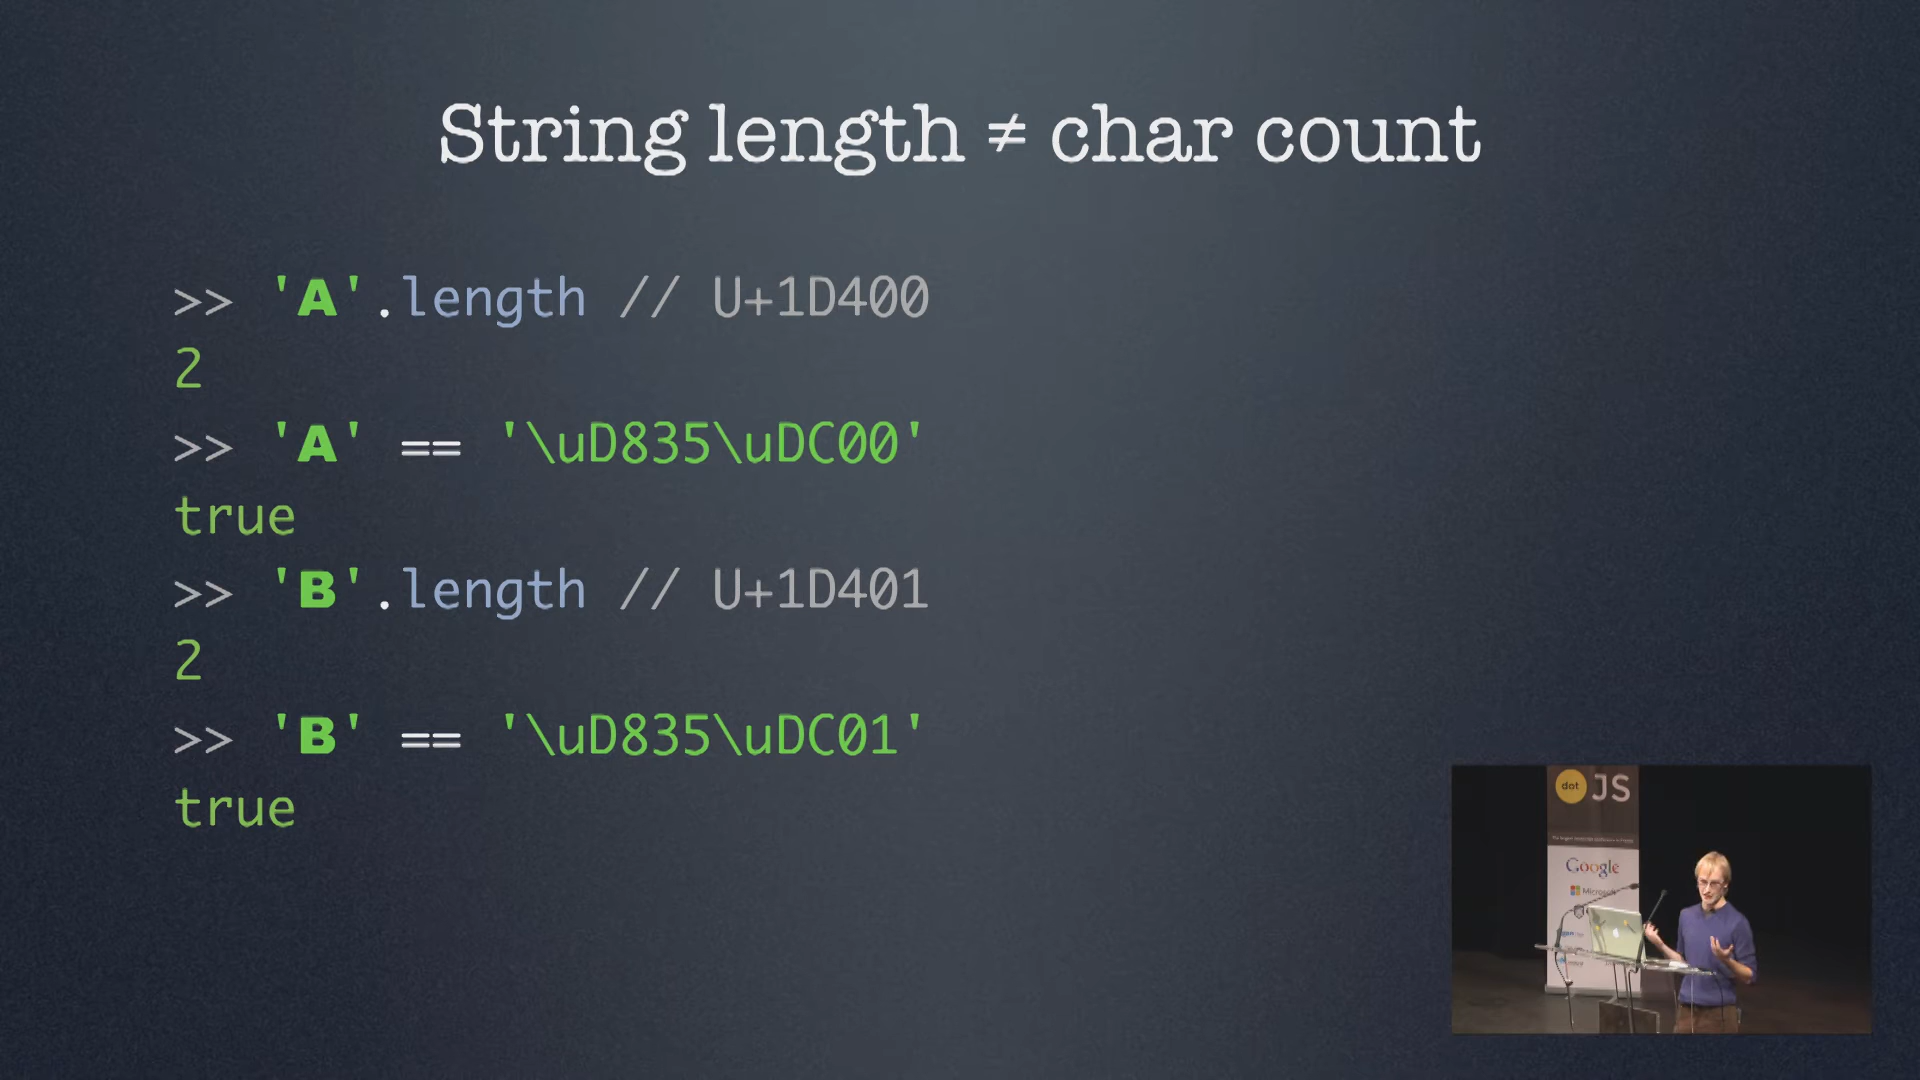 String length ≠ char count
>> '𝐀'.length // U+1D400
2
>> '𝐀' == '\uD835\uDC00'
true
>> '𝐁'.length // U+1D401
2
>> '𝐁' == '\uD835\uDC01'
true
dot JS
Google
Microsoft